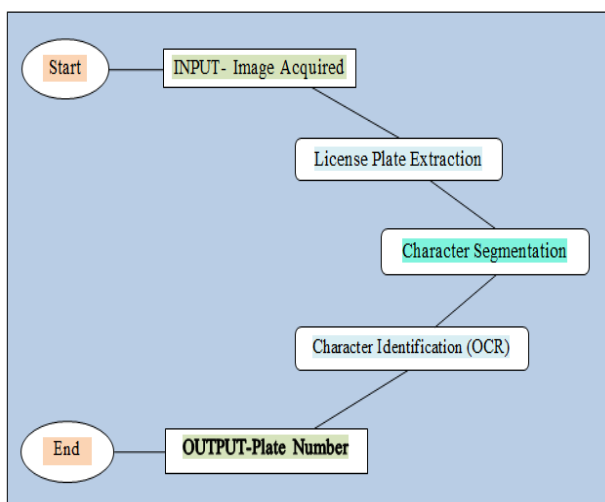 Start
INPUT- Image Acquired
License Plate Extraction
Character Segmentation
Character Identification (OCR)
OUTPUT-Plate Number
End